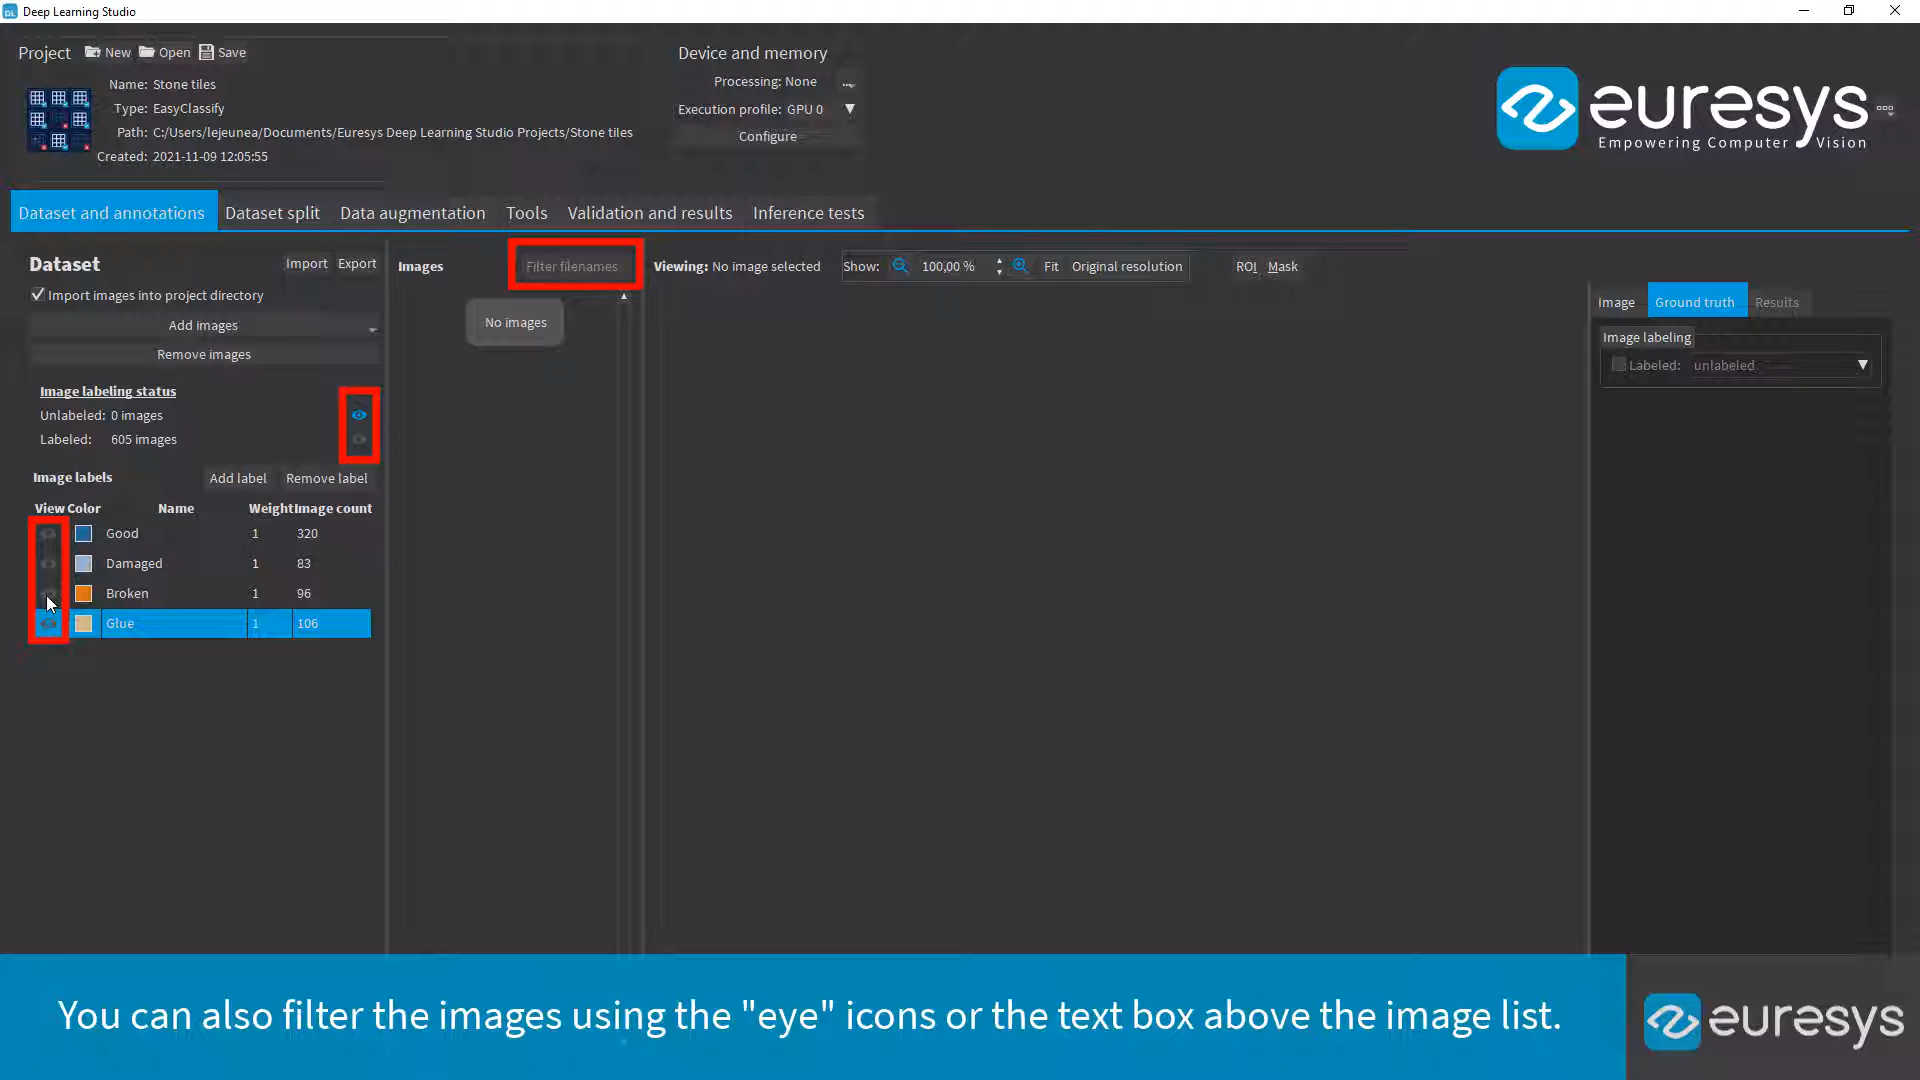 Deep Learning Studio
Project New Open Save
Name: Stone tiles
Type: EasyClassify
Path: C:/Users/lejeunea/Documents/Euresys Deep Learning Studio Projects/Stone tiles
Created: 2021-11-09 12:05:55
Device and memory
Processing: None ...
Execution profile: GPU 0
Configure
euresys
Empowering Computer Vision
Dataset and annotations Dataset split Data augmentation Tools Validation and results Inference tests
Dataset Import Export
Import images into project directory
Add images
Remove images
Image labeling status
Unlabeled: 0 images
Labeled: 605 images
Image labels Add label Remove label
View Color Name Weight Image count
Good 1 320
Damaged 1 83
Broken 1 96
Glue 1 106
Images Filter filenames
No images
Viewing: No image selected Show: 100,00 % Fit Original resolution ROI Mask
Image Ground truth Results
Image labeling
Labeled: unlabeled
You can also filter the images using the "eye" icons or the text box above the image list.
euresys